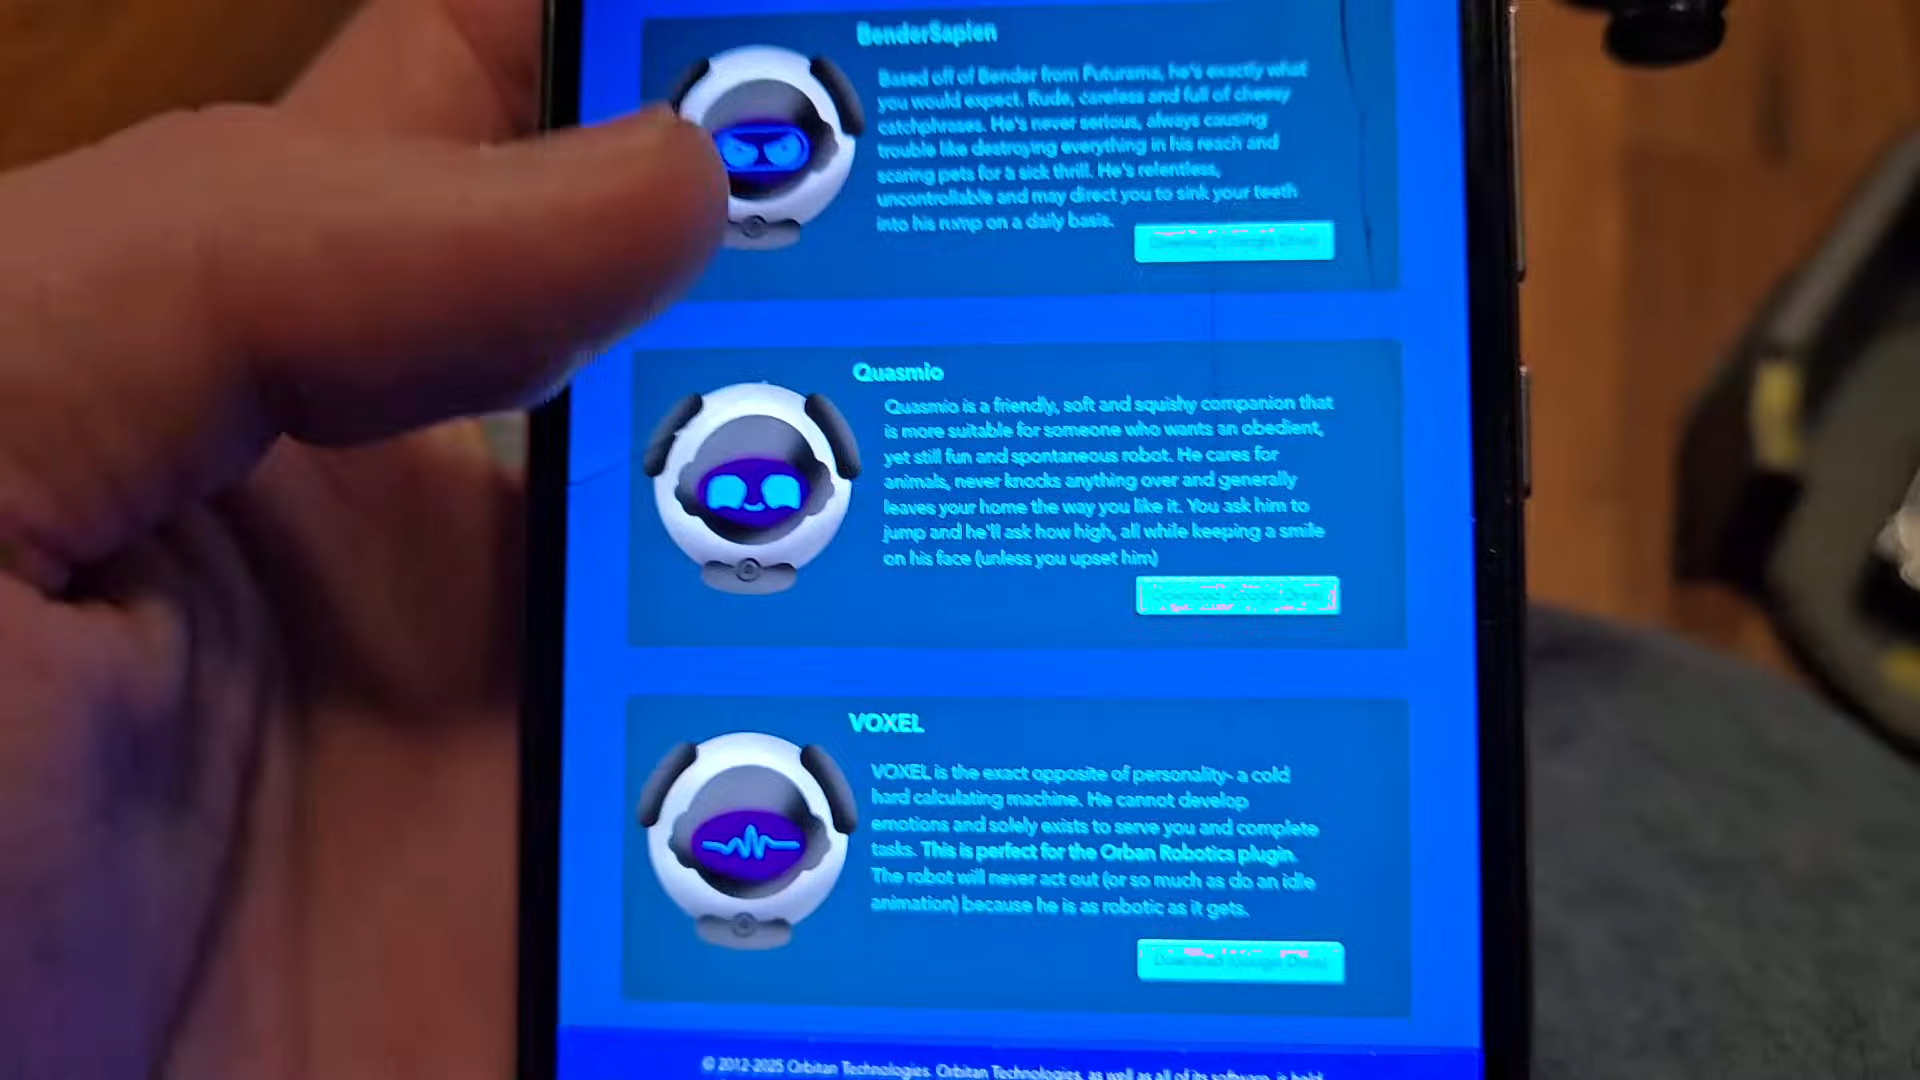 BenderSapien
Based off of Bender from Futurama, he's exactly what
you would expect. Rude, careless and full of cheesy
catchphrases. He's never serious, always causing
trouble like destroying everything in his reach and
scaring pets for a sick thrill. He's relentless,
uncontrollable and may direct you to sink your teeth
into his rump on a daily basis.
Download (Google Drive)
Quasmio
Quasmio is a friendly, soft and squishy companion that
is more suitable for someone who wants an obedient,
yet still fun and spontaneous robot. He cares for
animals, never knocks anything over and generally
leaves your home the way you like it. You ask him to
jump and he'll ask how high, all while keeping a smile
on his face (unless you upset him)
Download (Google Drive)
VOXEL
VOXEL is the exact opposite of personality- a cold
hard calculating machine. He cannot develop
emotions and solely exists to serve you and complete
tasks. This is perfect for the Orban Robotics plugin.
The robot will never act out (or so much as do an idle
animation) because he is as robotic as it gets.
Download (Google Drive)
© 2012-2025 Orbitan Technologies. Orbitan Technologies, as well as all of its software, is held